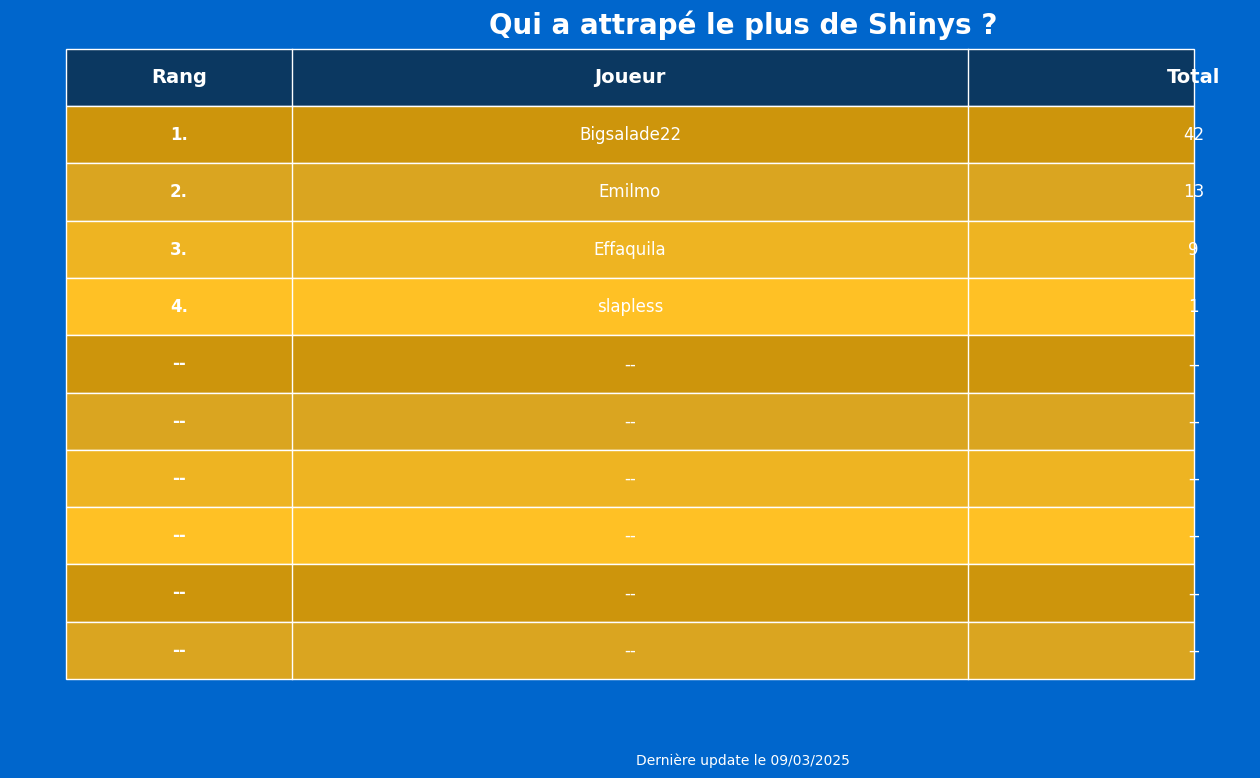 Qui a attrapé le plus de Shinys ?
Rang Joueur Total
1. Bigsalade22 42
2. Emilmo 13
3. Effaquila 9
4. slapless 1
-- -- --
-- -- --
-- -- --
-- -- --
-- -- --
-- -- --
Dernière update le 09/03/2025